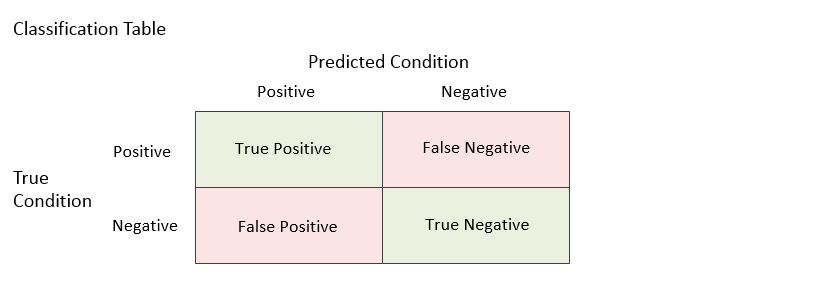 Classification Table
Predicted Condition
Positive Negative
Positive True Positive False Negative
True
Condition
Negative False Positive True Negative